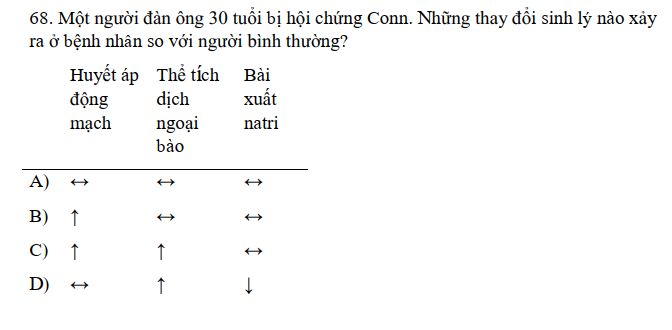 68. Một người đàn ông 30 tuổi bị hội chứng Conn. Những thay đổi sinh lý nào xảy
ra ở bệnh nhân so với người bình thường?
Huyết áp Thể tích Bài
động dịch xuất
mạch ngoại natri
bào
A) ↔ ↔ ↔
B) ↑ ↔ ↔
C) ↑ ↑ ↔
D) ↔ ↑ ↓